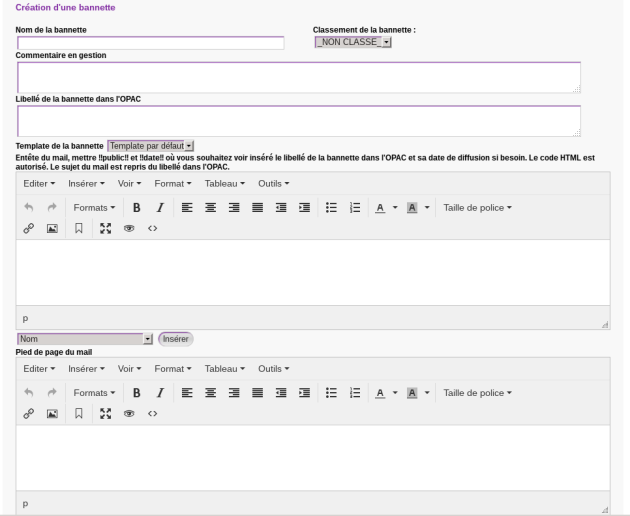 Création d'une bannette
Nom de la bannette
Classement de la bannette :
_NON CLASSE_
Commentaire en gestion
Libellé de la bannette dans l'OPAC
Template de la bannette Template par défaut
Entête du mail, mettre !!public!! et !!date!! où vous souhaitez voir inséré le libellé de la bannette dans l'OPAC et sa date de diffusion si besoin. Le code HTML est
autorisé. Le sujet du mail est repris du libellé dans l'OPAC.
Editer Insérer Voir Format Tableau Outils
Formats B I A A Taille de police
p
Nom Insérer
Pied de page du mail
Editer Insérer Voir Format Tableau Outils
Formats B I A A Taille de police
p